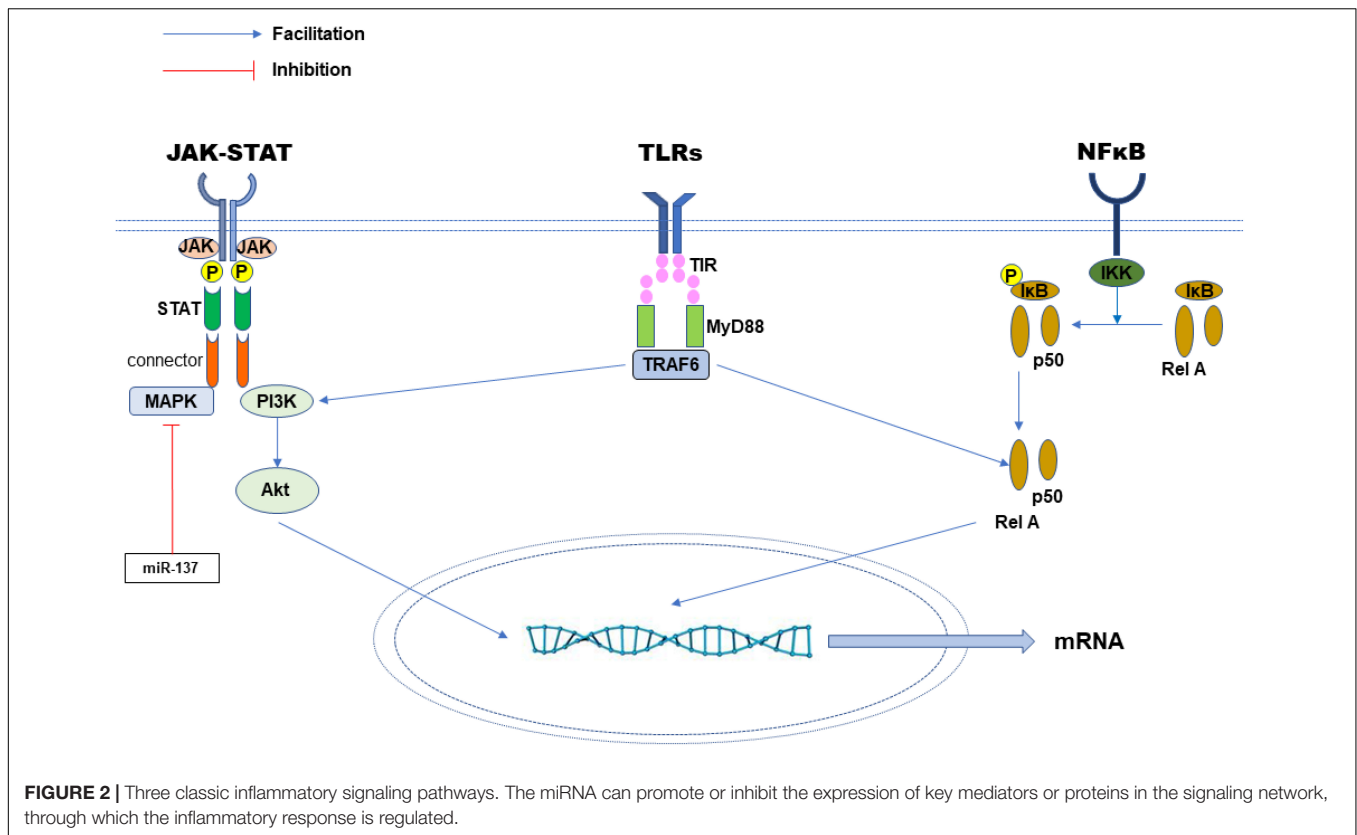 Facilitation
Inhibition
JAK-STAT
TLRs
NFκB
JAK
JAK
P
P
STAT
connector
MAPK
PI3K
Akt
miR-137
TIR
MyD88
TRAF6
IKK
P
IκB
p50
IκB
Rel A
p50
Rel A
mRNA
FIGURE 2 | Three classic inflammatory signaling pathways. The miRNA can promote or inhibit the expression of key mediators or proteins in the signaling network,
through which the inflammatory response is regulated.